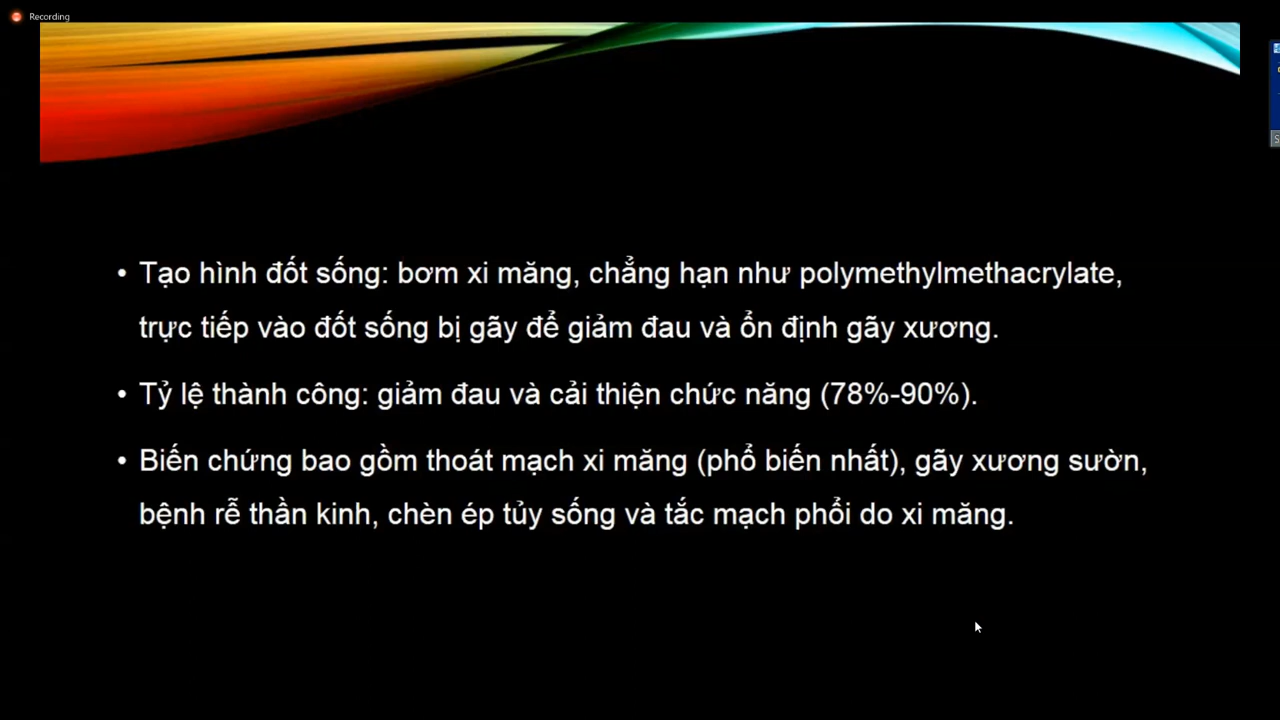 Recording
• Tạo hình đốt sống: bơm xi măng, chẳng hạn như polymethylmethacrylate,
trực tiếp vào đốt sống bị gãy để giảm đau và ổn định gãy xương.
• Tỷ lệ thành công: giảm đau và cải thiện chức năng (78%-90%).
• Biến chứng bao gồm thoát mạch xi măng (phổ biến nhất), gãy xương sườn,
bệnh rễ thần kinh, chèn ép tủy sống và tắc mạch phổi do xi măng.